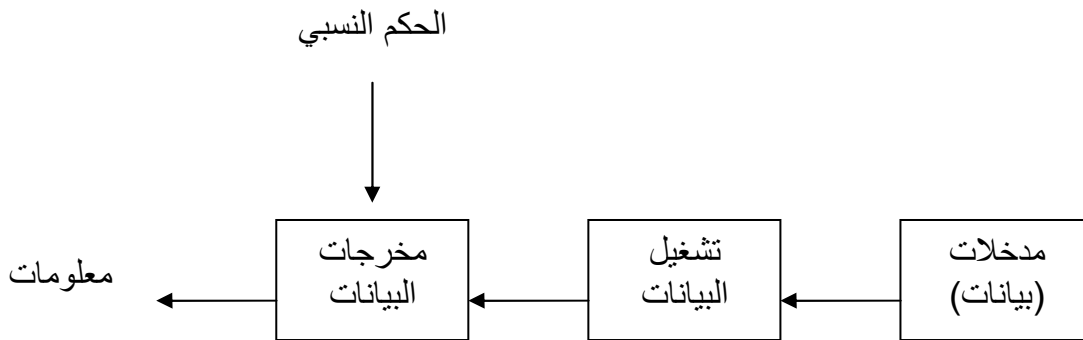 الحكم النسبي
مدخلات
(بيانات)
تشغيل
البيانات
مخرجات
البيانات
معلومات